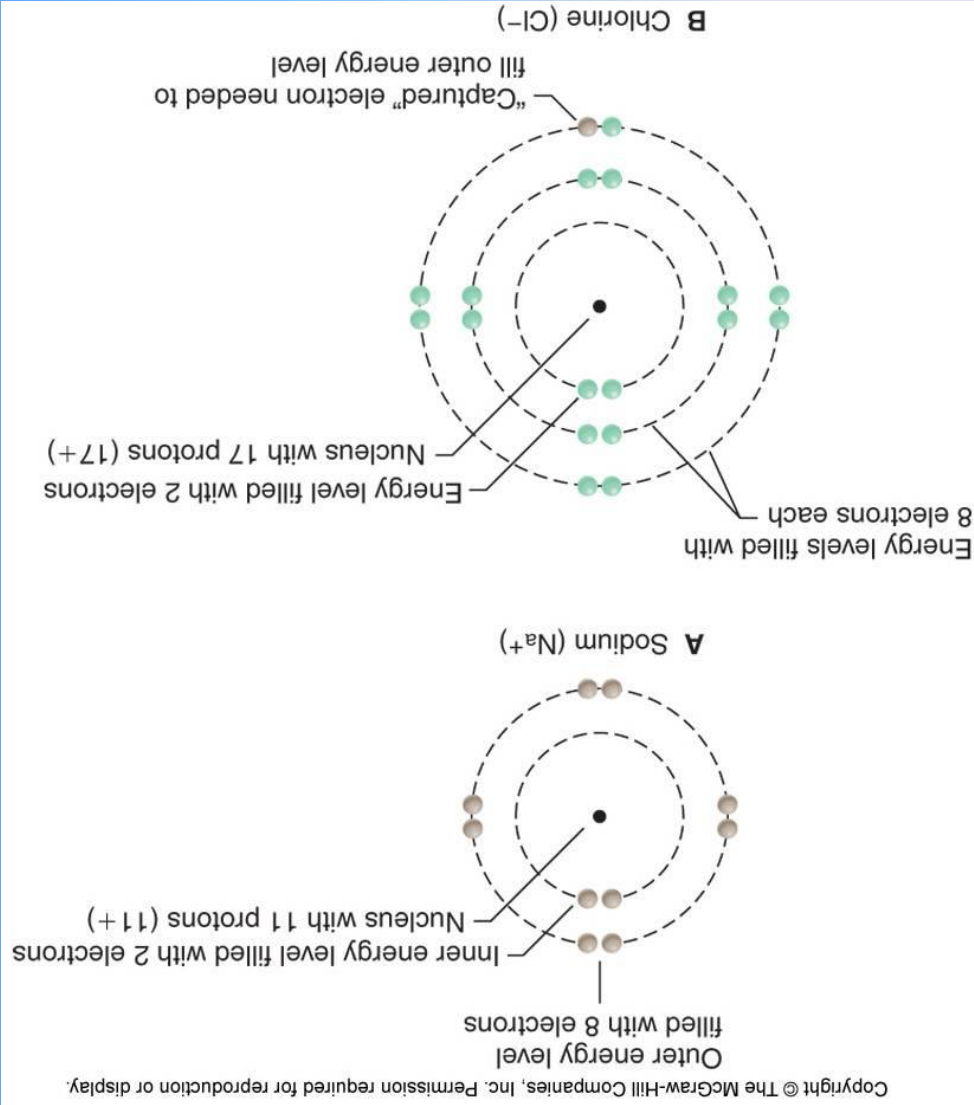 Copyright © The McGraw-Hill Companies, Inc. Permission required for reproduction or display.
Outer energy level
filled with 8 electrons
Inner energy level filled with 2 electrons
Nucleus with 11 protons (11+)
A Sodium (Na⁺)
Energy levels filled with
8 electrons each
Energy level filled with 2 electrons
Nucleus with 17 protons (17+)
"Captured" electron needed to
fill outer energy level
B Chlorine (Cl⁻)